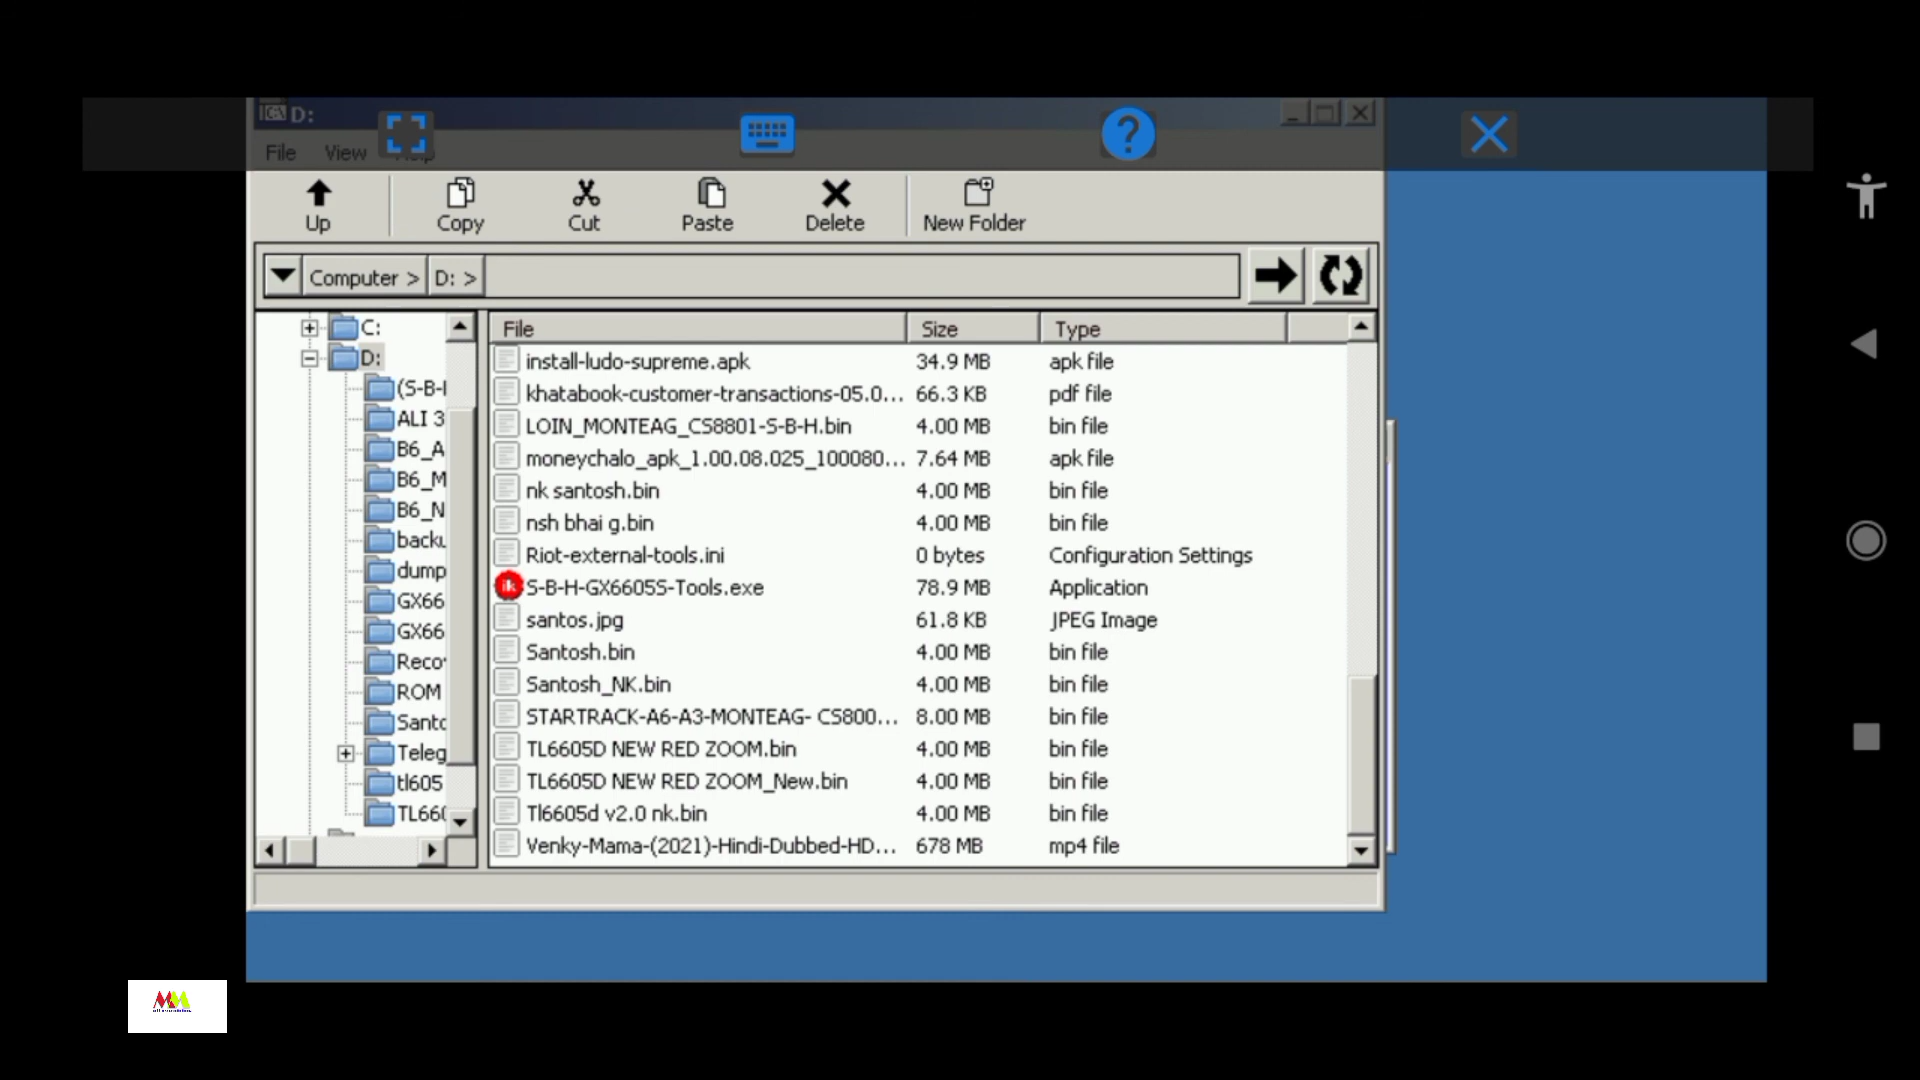 D:
File View Help
Up Copy Cut Paste Delete New Folder
Computer > D: >
C:
D:
(S-B-
ALI 3
B6_A
B6_M
B6_N
backu
dump
GX66
GX66
Reco
ROM
Santo
Teleg
tl605
TL660
File Size Type
install-ludo-supreme.apk 34.9 MB apk file
khatabook-customer-transactions-05.0... 66.3 KB pdf file
LOIN_MONTEAG_CS8801-S-B-H.bin 4.00 MB bin file
moneychalo_apk_1.00.08.025_100080... 7.64 MB apk file
nk santosh.bin 4.00 MB bin file
nsh bhai g.bin 4.00 MB bin file
Riot-external-tools.ini 0 bytes Configuration Settings
S-B-H-GX6605S-Tools.exe 78.9 MB Application
santos.jpg 61.8 KB JPEG Image
Santosh.bin 4.00 MB bin file
Santosh_NK.bin 4.00 MB bin file
STARTRACK-A6-A3-MONTEAG- CS800... 8.00 MB bin file
TL6605D NEW RED ZOOM.bin 4.00 MB bin file
TL6605D NEW RED ZOOM_New.bin 4.00 MB bin file
Tl6605d v2.0 nk.bin 4.00 MB bin file
Venky-Mama-(2021)-Hindi-Dubbed-HD... 678 MB mp4 file